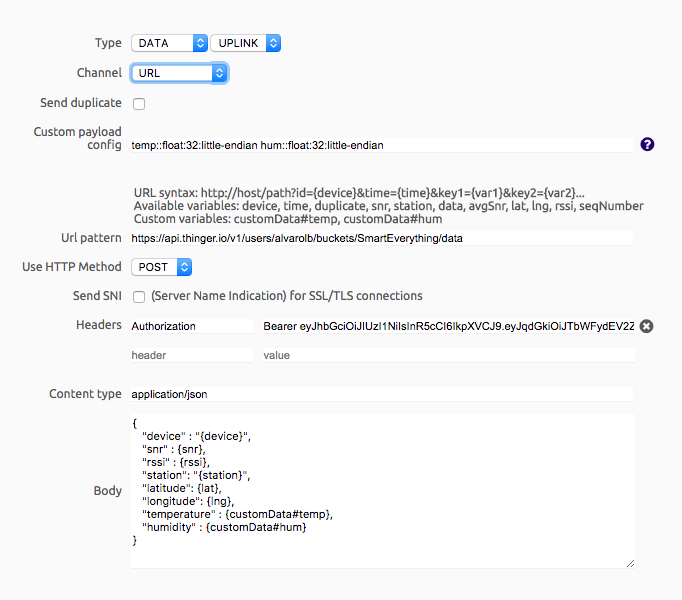 Type DATA UPLINK
Channel URL
Send duplicate
Custom payload
config temp::float:32:little-endian hum::float:32:little-endian
?
URL syntax: http://host/path?id={device}&time={time}&key1={var1}&key2={var2}...
Available variables: device, time, duplicate, snr, station, data, avgSnr, lat, lng, rssi, seqNumber
Custom variables: customData#temp, customData#hum
Url pattern https://api.thinger.io/v1/users/alvarolb/buckets/SmartEverything/data
Use HTTP Method POST
Send SNI (Server Name Indication) for SSL/TLS connections
Headers Authorization Bearer eyJhbGciOiJIUzI1NiIsInR5cCI6IkpXVCJ9.eyJqdGkiOiJTbWFydEV2Z
header value
Content type application/json
Body
{
"device" : "{device}",
"snr" : {snr},
"rssi" : {rssi},
"station": "{station}",
"latitude": {lat},
"longitude": {lng},
"temperature" : {customData#temp},
"humidity" : {customData#hum}
}